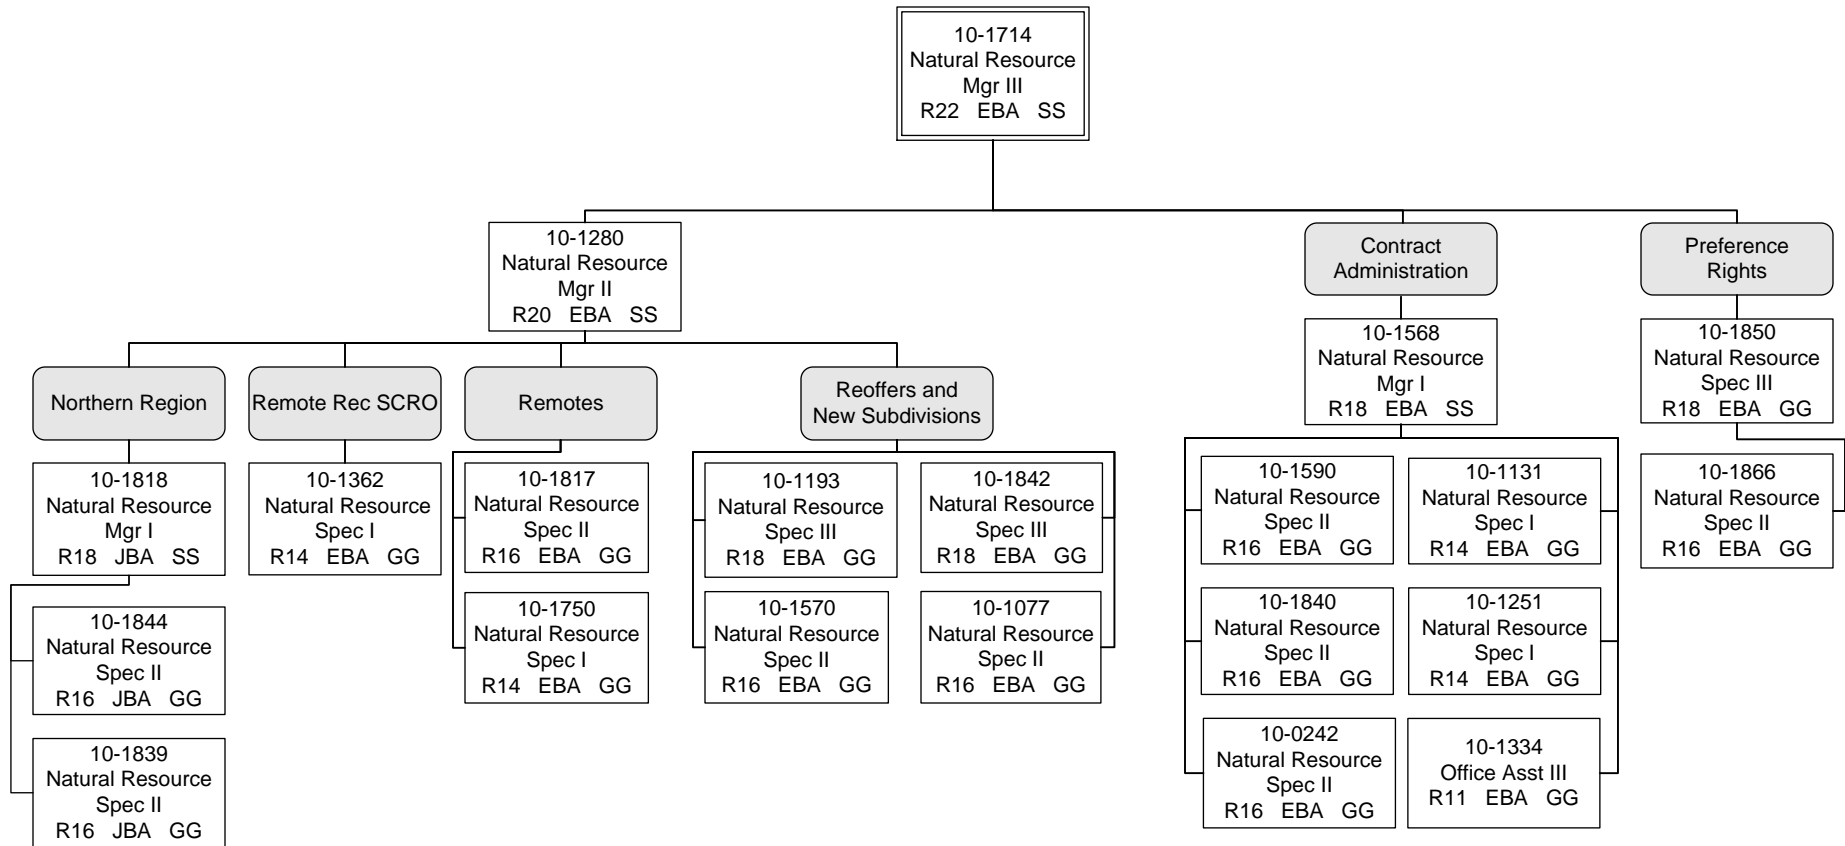 10-1714
Natural Resource
Mgr III
R22 EBA SS
10-1280
Natural Resource
Mgr II
R20 EBA SS
Contract
Administration
Preference
Rights
10-1568
Natural Resource
Mgr I
R18 EBA SS
10-1850
Natural Resource
Spec III
R18 EBA GG
Northern Region
Remote Rec SCRO
Remotes
Reoffers and
New Subdivisions
10-1818
Natural Resource
Mgr I
R18 JBA SS
10-1362
Natural Resource
Spec I
R14 EBA GG
10-1817
Natural Resource
Spec II
R16 EBA GG
10-1193
Natural Resource
Spec III
R18 EBA GG
10-1842
Natural Resource
Spec III
R18 EBA GG
10-1590
Natural Resource
Spec II
R16 EBA GG
10-1131
Natural Resource
Spec I
R14 EBA GG
10-1866
Natural Resource
Spec II
R16 EBA GG
10-1844
Natural Resource
Spec II
R16 JBA GG
10-1750
Natural Resource
Spec I
R14 EBA GG
10-1570
Natural Resource
Spec II
R16 EBA GG
10-1077
Natural Resource
Spec II
R16 EBA GG
10-1840
Natural Resource
Spec II
R16 EBA GG
10-1251
Natural Resource
Spec I
R14 EBA GG
10-1839
Natural Resource
Spec II
R16 JBA GG
10-0242
Natural Resource
Spec II
R16 EBA GG
10-1334
Office Asst III
R11 EBA GG